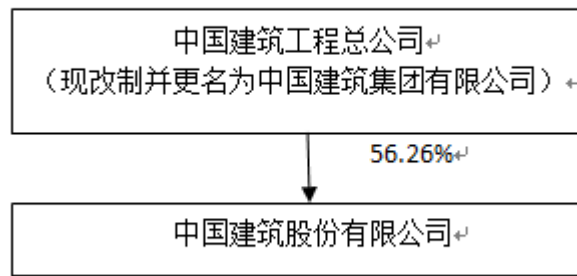 中国建筑工程总公司
（现改制并更名为中国建筑集团有限公司）
56.26%
中国建筑股份有限公司